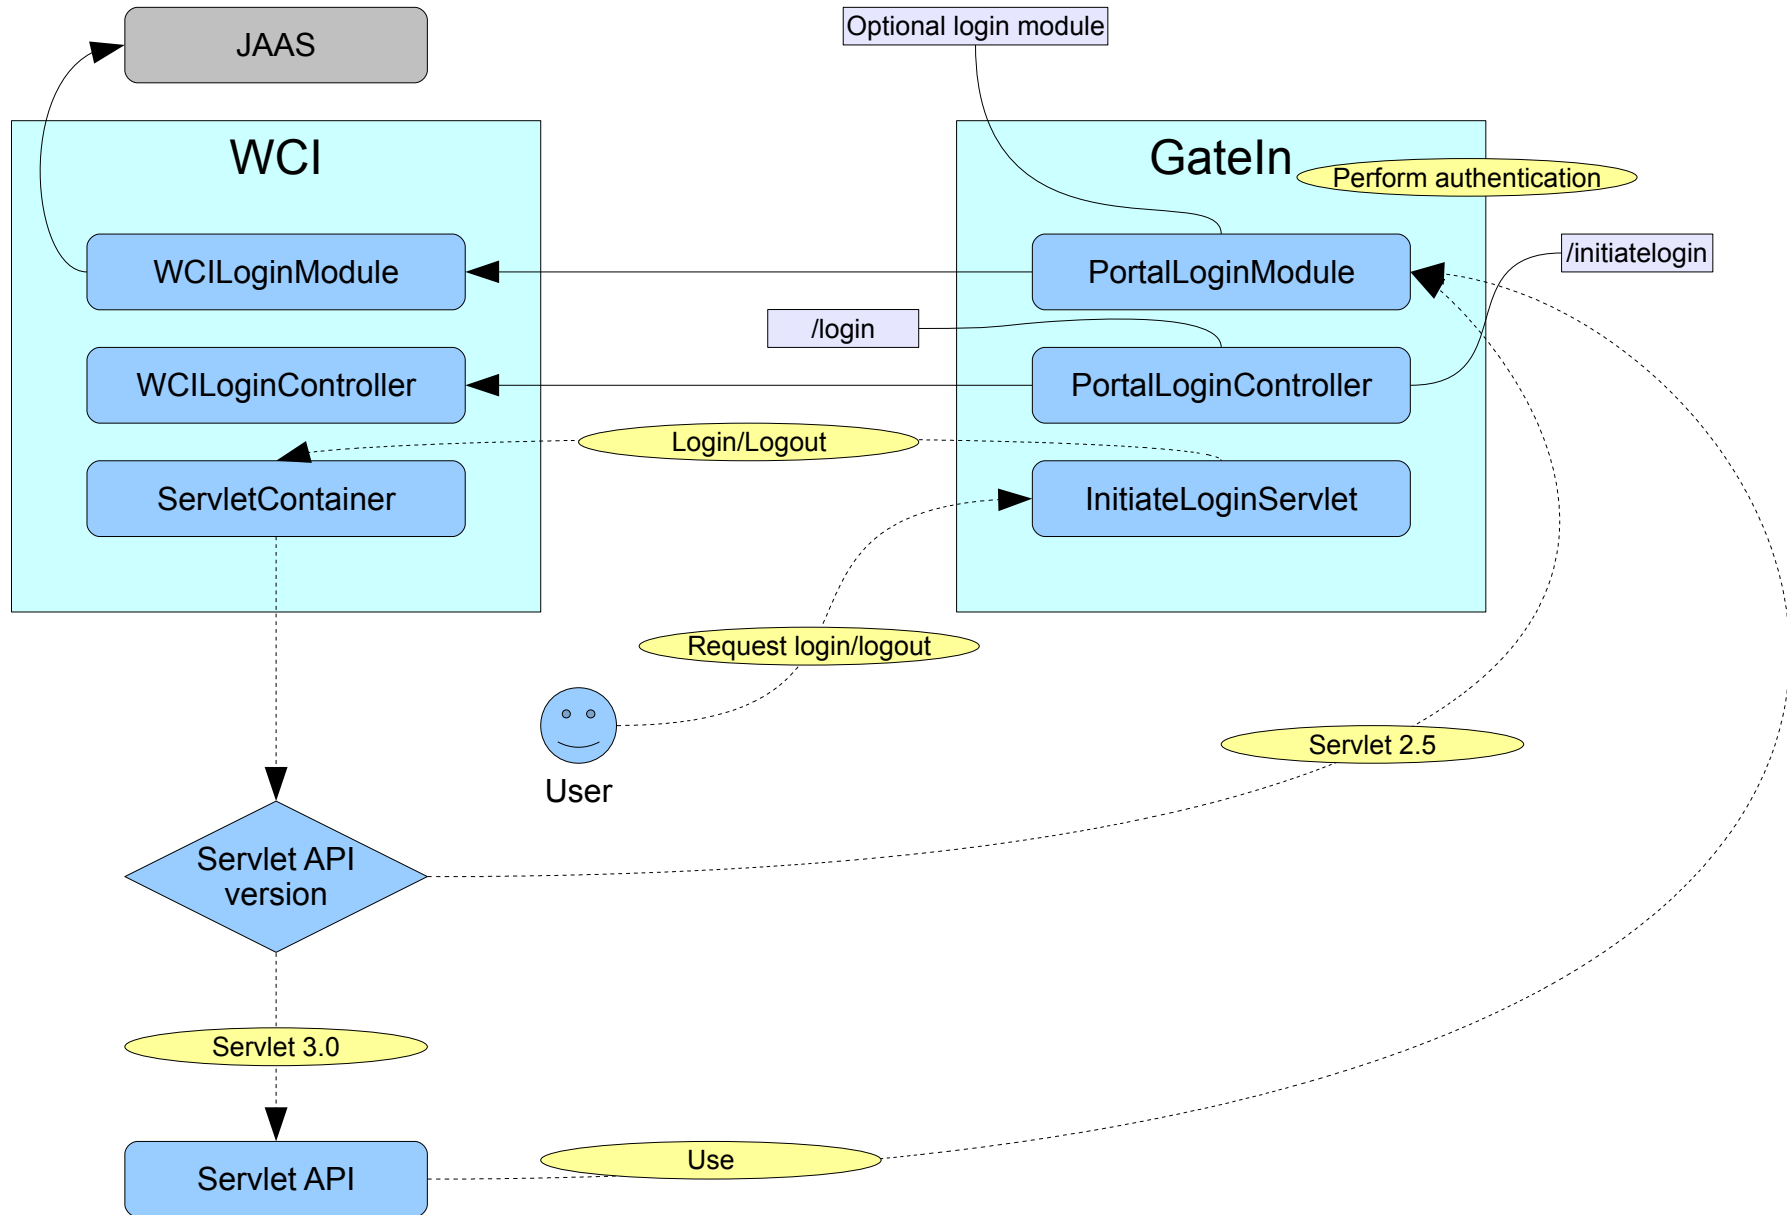 Optional login module
JAAS
WCI
GateIn
Perform authentication
WCILoginModule
PortalLoginModule
/initiatelogin
/login
WCILoginController
PortalLoginController
Login/Logout
ServletContainer
InitiateLoginServlet
Request login/logout
Servlet 2.5
User
Servlet API
version
Servlet 3.0
Use
Servlet API